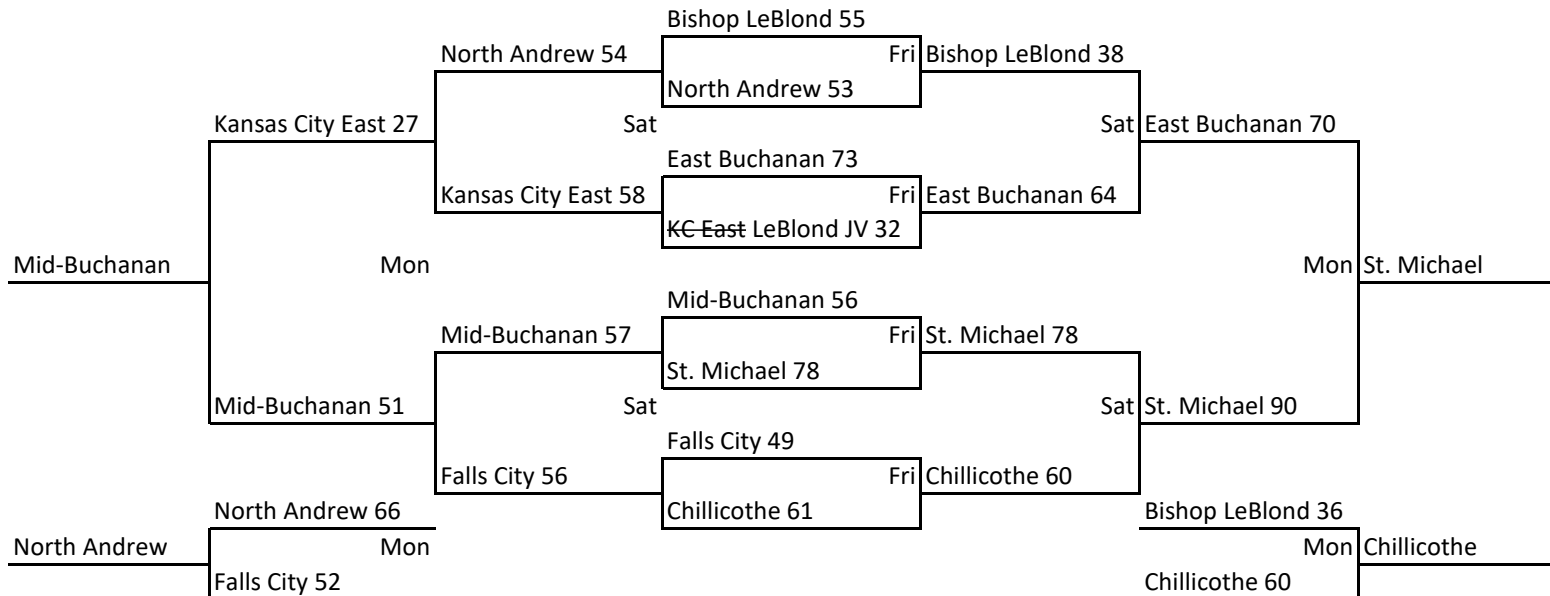 Bishop LeBlond 55
North Andrew 54
Fri
Bishop LeBlond 38
North Andrew 53
Kansas City East 27
Sat
Sat
East Buchanan 70
East Buchanan 73
Kansas City East 58
Fri
East Buchanan 64
KC East LeBlond JV 32
Mid-Buchanan
Mon
Mon
St. Michael
Mid-Buchanan 56
Mid-Buchanan 57
Fri
St. Michael 78
St. Michael 78
Mid-Buchanan 51
Sat
Sat
St. Michael 90
Falls City 49
Falls City 56
Fri
Chillicothe 60
North Andrew 66
Chillicothe 61
Bishop LeBlond 36
North Andrew
Mon
Mon
Chillicothe
Falls City 52
Chillicothe 60